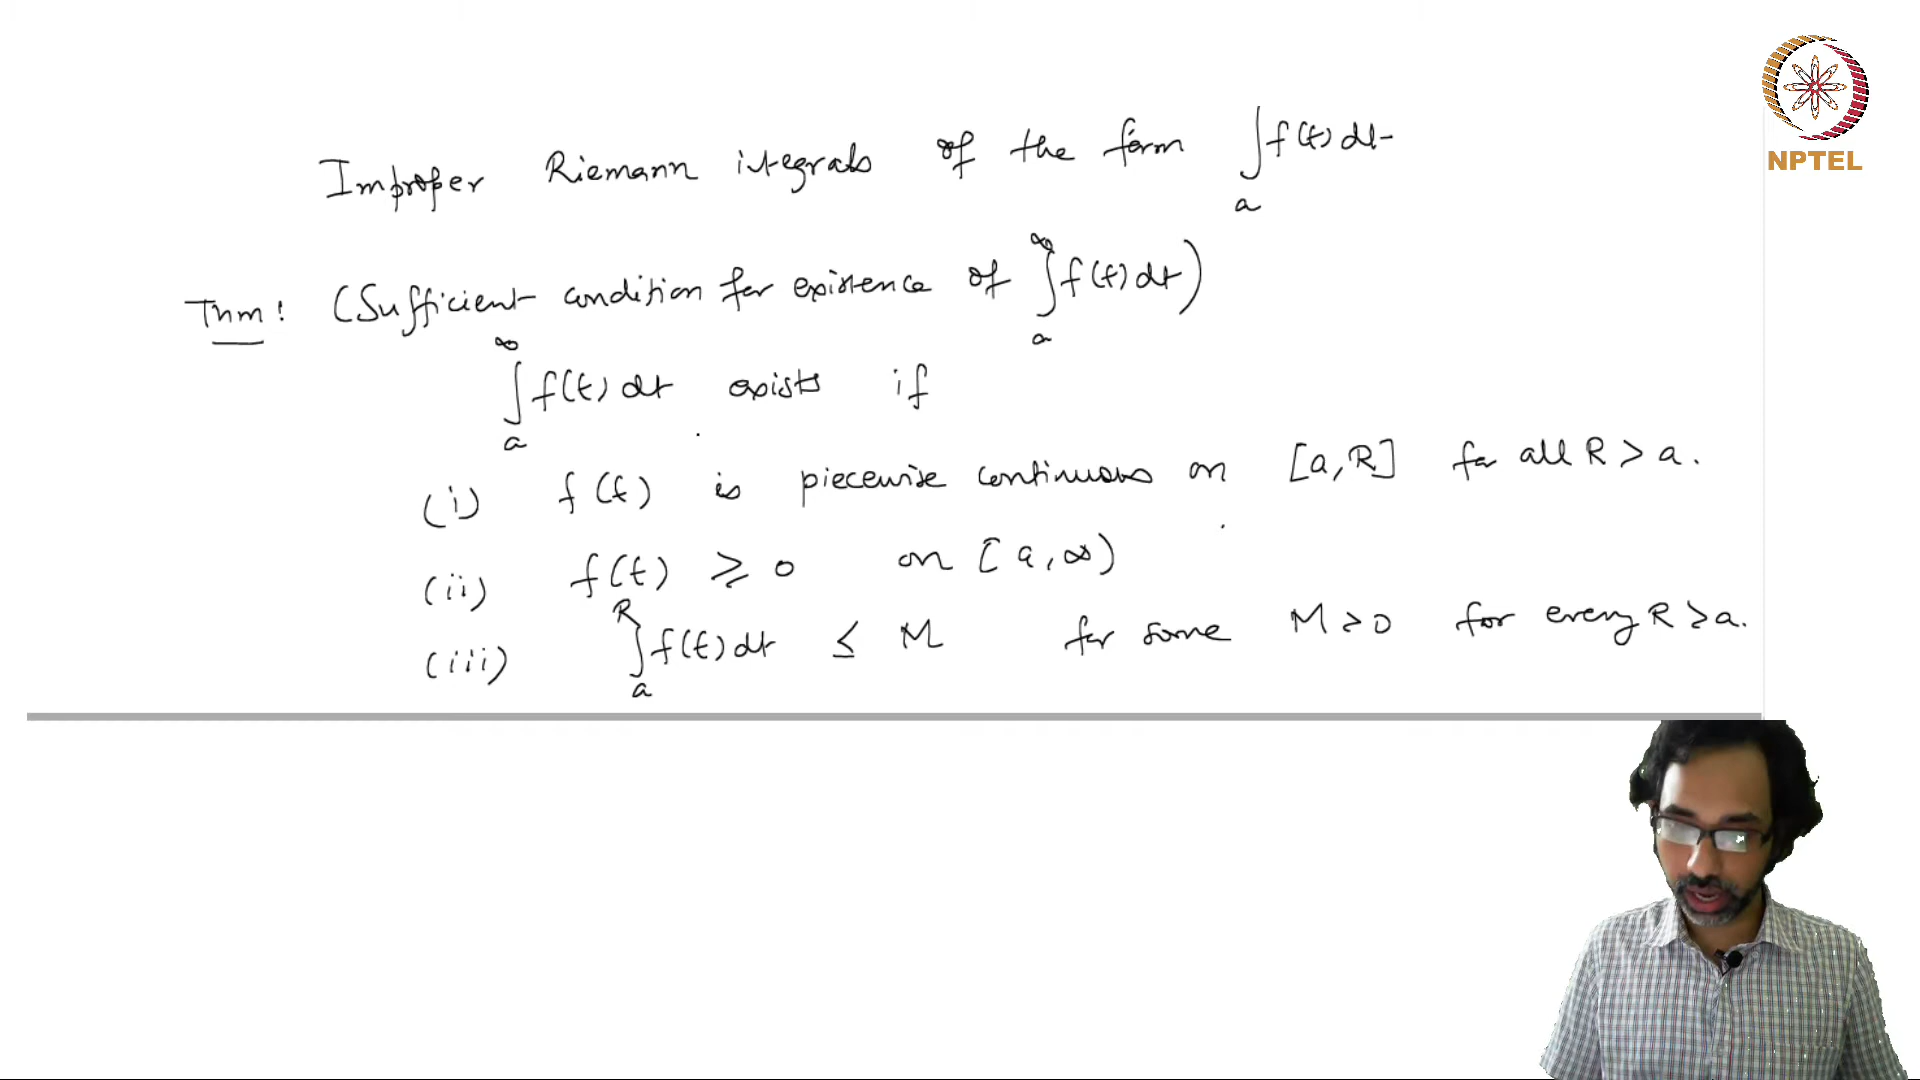 Improper Riemann integrals of the form ∫_a f(t) dt
NPTEL
Thm: (Sufficient condition for existence of ∫_a^∞ f(t) dt)
∫_a^∞ f(t) dt exists if
(i) f(t) is piecewise continuous on [a, R] for all R > a.
(ii) f(t) ≥ 0 on [a, ∞)
(iii) ∫_a^R f(t) dt ≤ M for some M > 0 for every R ≥ a.